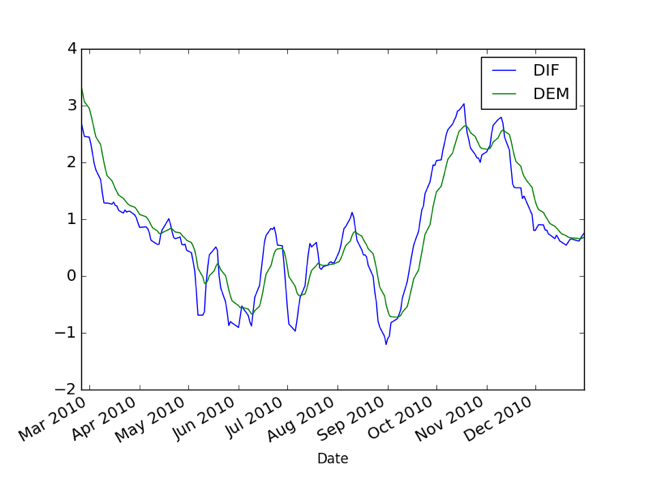 4
3
2
1
0
−1
−2
DIF
DEM
Mar 2010
Apr 2010
May 2010
Jun 2010
Jul 2010
Aug 2010
Sep 2010
Oct 2010
Nov 2010
Dec 2010
Date